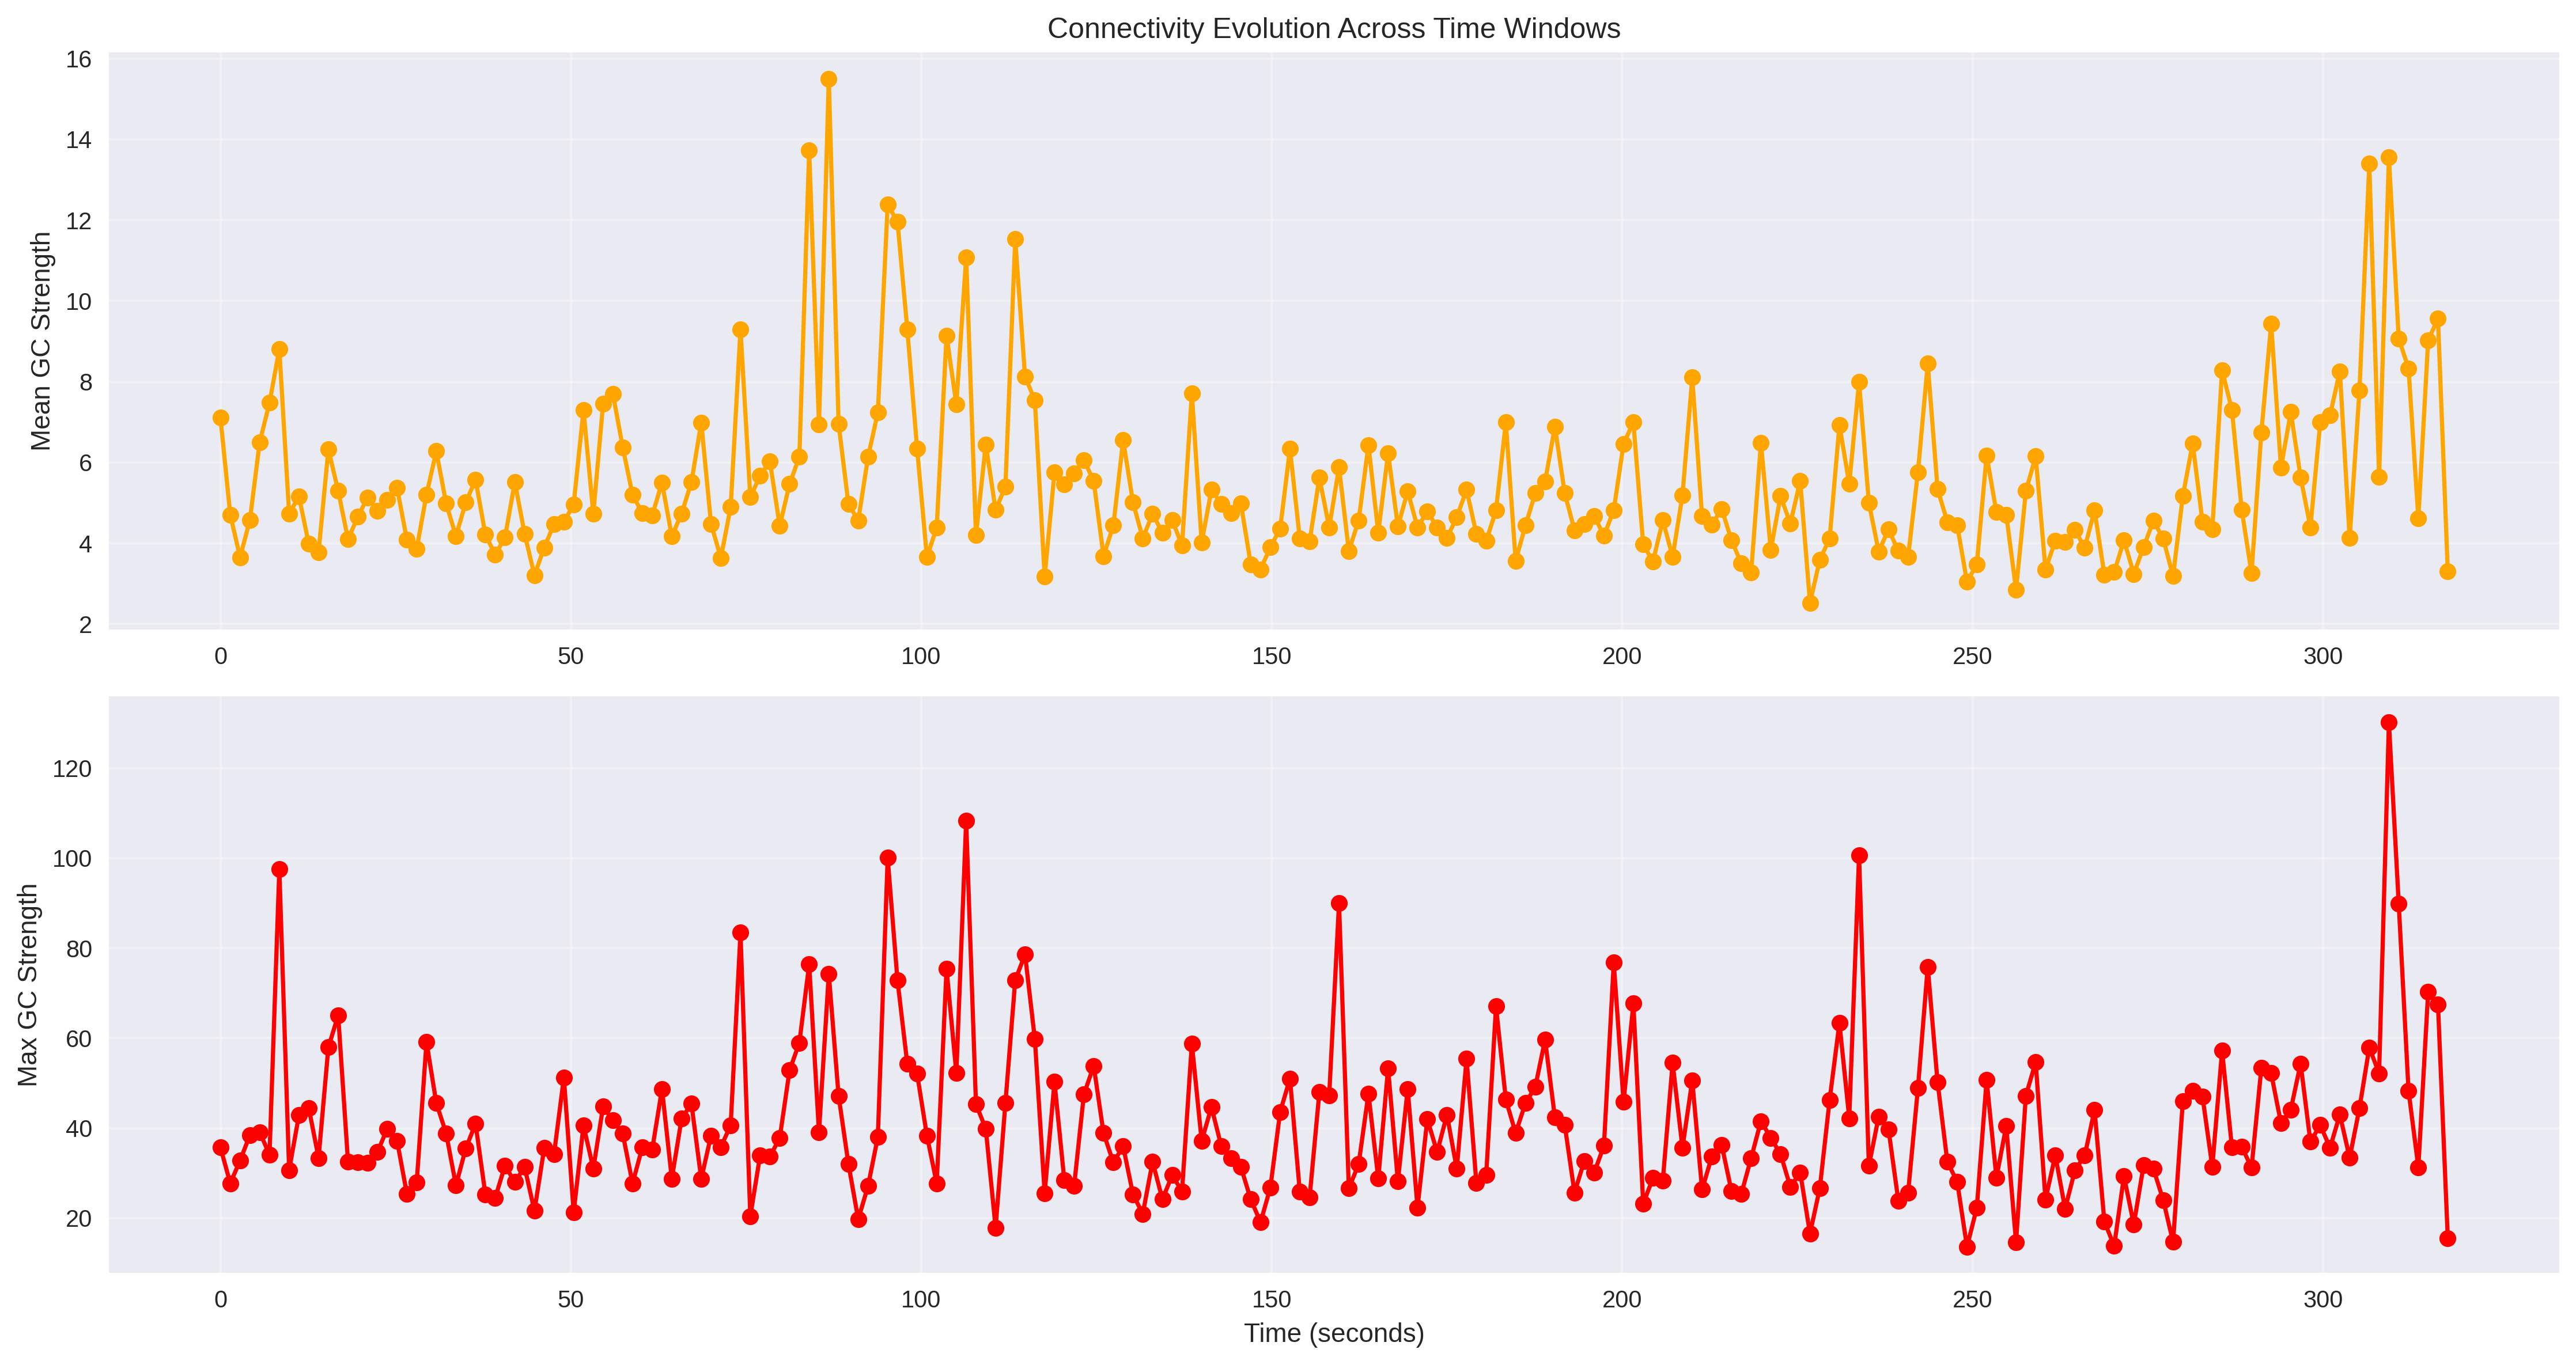 Connectivity Evolution Across Time Windows
Mean GC Strength
16
14
12
10
8
6
4
2
0 50 100 150 200 250 300
Max GC Strength
120
100
80
60
40
20
0 50 100 150 200 250 300
Time (seconds)